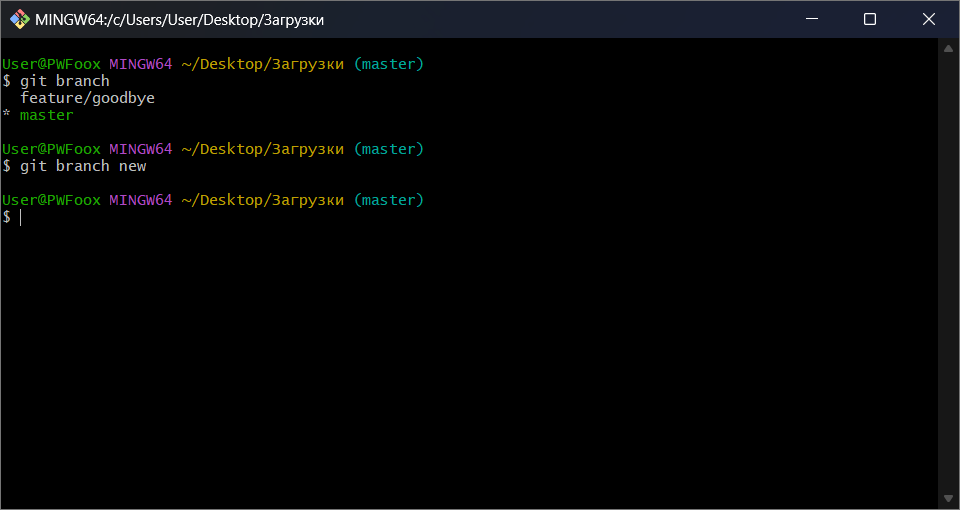 MINGW64:/c/Users/User/Desktop/Загрузки
User@PWFoox MINGW64 ~/Desktop/Загрузки (master)
$ git branch
  feature/goodbye
* master
User@PWFoox MINGW64 ~/Desktop/Загрузки (master)
$ git branch new
User@PWFoox MINGW64 ~/Desktop/Загрузки (master)
$